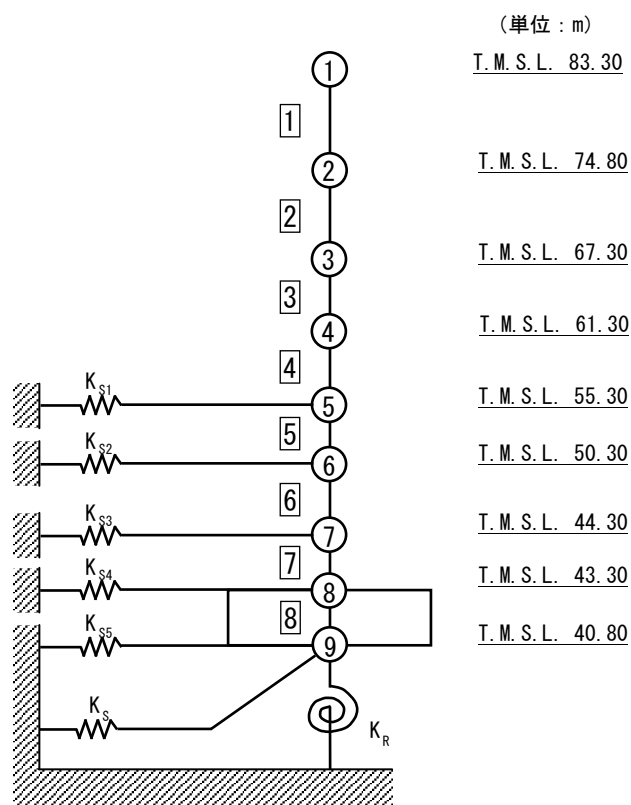 (単位:m)
① T.M.S.L. 83.30
1
② T.M.S.L. 74.80
2
③ T.M.S.L. 67.30
3
④ T.M.S.L. 61.30
4
K_S1 ⑤ T.M.S.L. 55.30
5
K_S2 ⑥ T.M.S.L. 50.30
6
K_S3 ⑦ T.M.S.L. 44.30
7
K_S4 ⑧ T.M.S.L. 43.30
8
K_S5 ⑨ T.M.S.L. 40.80
K_S
K_R